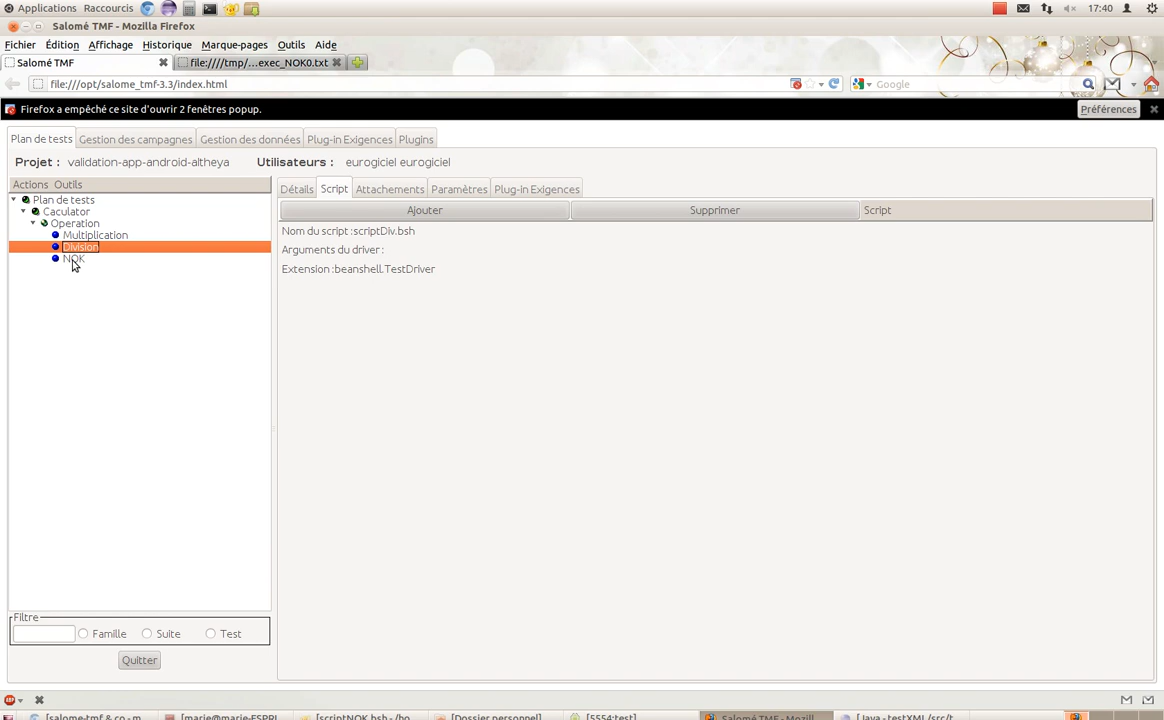 Applications Raccourcis 17:40
Salomé TMF - Mozilla Firefox
Fichier Édition Affichage Historique Marque-pages Outils Aide
Salomé TMF file:////tmp/...exec_NOK0.txt
file:///opt/salome_tmf-3.3/index.html Google
Firefox a empêché ce site d'ouvrir 2 fenêtres popup. Préférences
Plan de tests Gestion des campagnes Gestion des données Plug-in Exigences Plugins
Projet : validation-app-android-altheya Utilisateurs : eurogiciel eurogiciel
Actions Outils
Détails Script Attachements Paramètres Plug-in Exigences
Plan de tests
Caculator
Operation
Multiplication
Division
NOK
Ajouter Supprimer Script
Nom du script :scriptDiv.bsh
Arguments du driver :
Extension :beanshell.TestDriver
Filtre
Famille Suite Test
Quitter
[salome-tmf & co - m... [marie@marie-ESPRI... [scriptNOK.bsh - /ho... [Dossier personnel] [5554:test] Salomé TMF - Mozill... [Java - testXML/src/t...